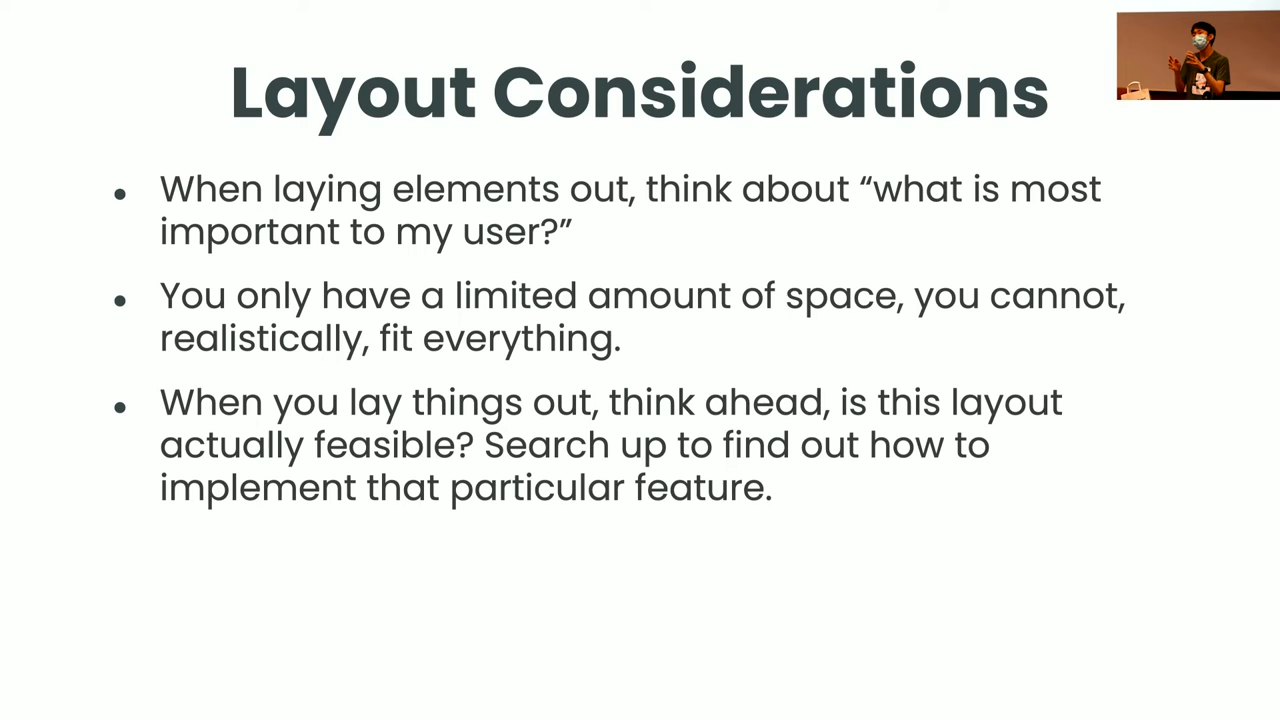 Layout Considerations
• When laying elements out, think about “what is most
important to my user?”
• You only have a limited amount of space, you cannot,
realistically, fit everything.
• When you lay things out, think ahead, is this layout
actually feasible? Search up to find out how to
implement that particular feature.